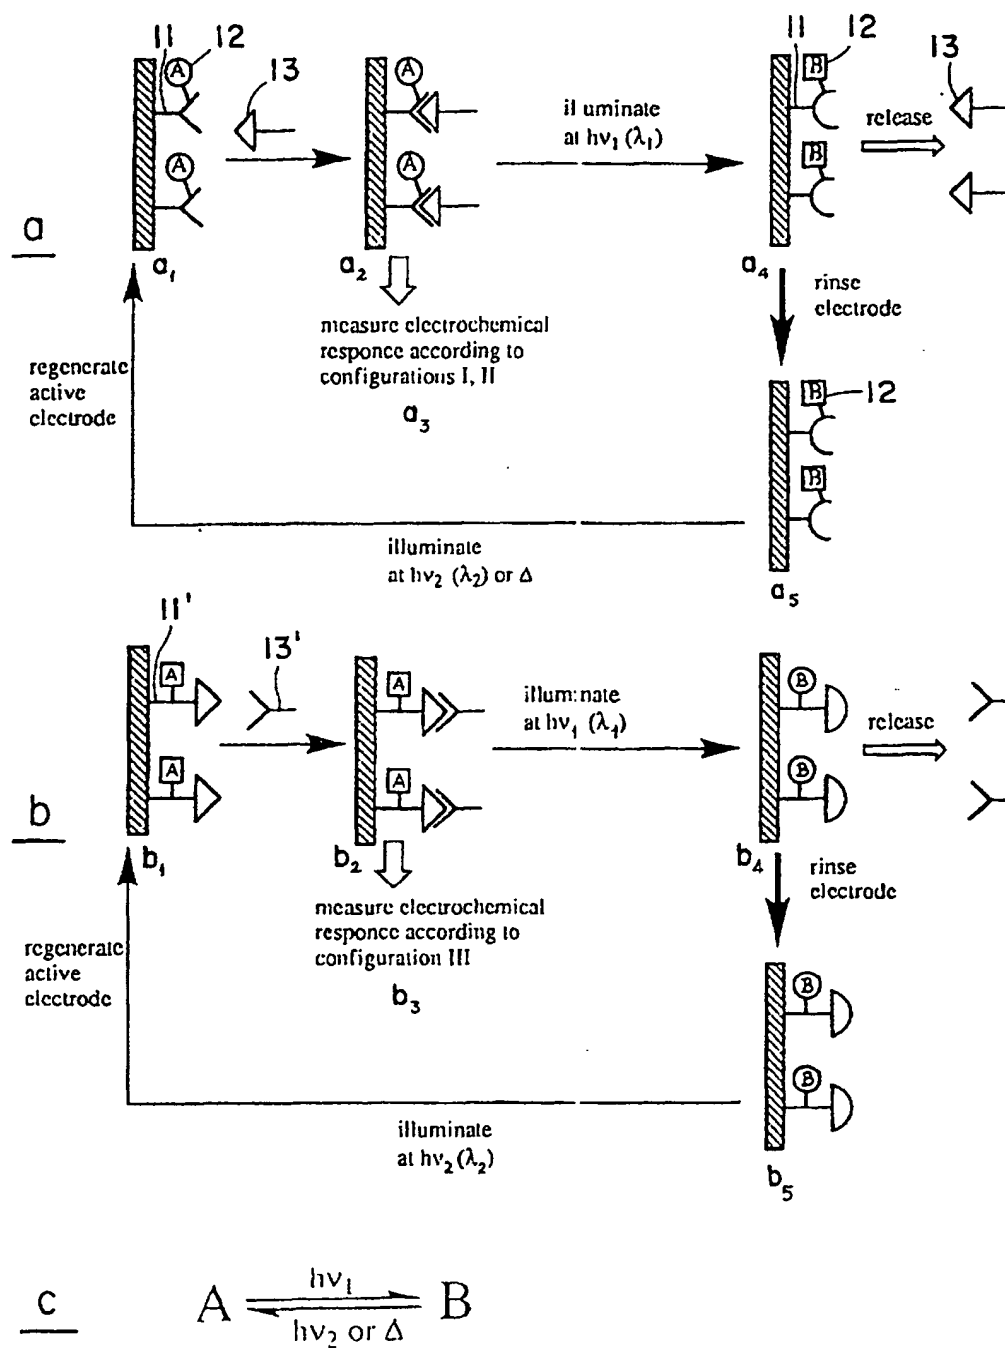 11 12
A
13
A
a
a₁
a₂
measure electrochemical
responce according to
configurations I, II
a₃
A
A
il uminate
at hν₁ (λ₁)
11 12
B
B
13
release
a₄
rinse
electrode
B 12
B
a₅
regenerate
active
electrode
illuminate
at hν₂ (λ₂) or Δ
11'
A
A
13'
b
b₁
A
A
b₂
measure electrochemical
responce according to
configuration III
b₃
illuminate
at hν₁ (λ₁)
B
B
release
b₄
rinse
electrode
B
B
b₅
regenerate
active
electrode
illuminate
at hν₂ (λ₂)
c
A hν₁ B
hν₂ or Δ